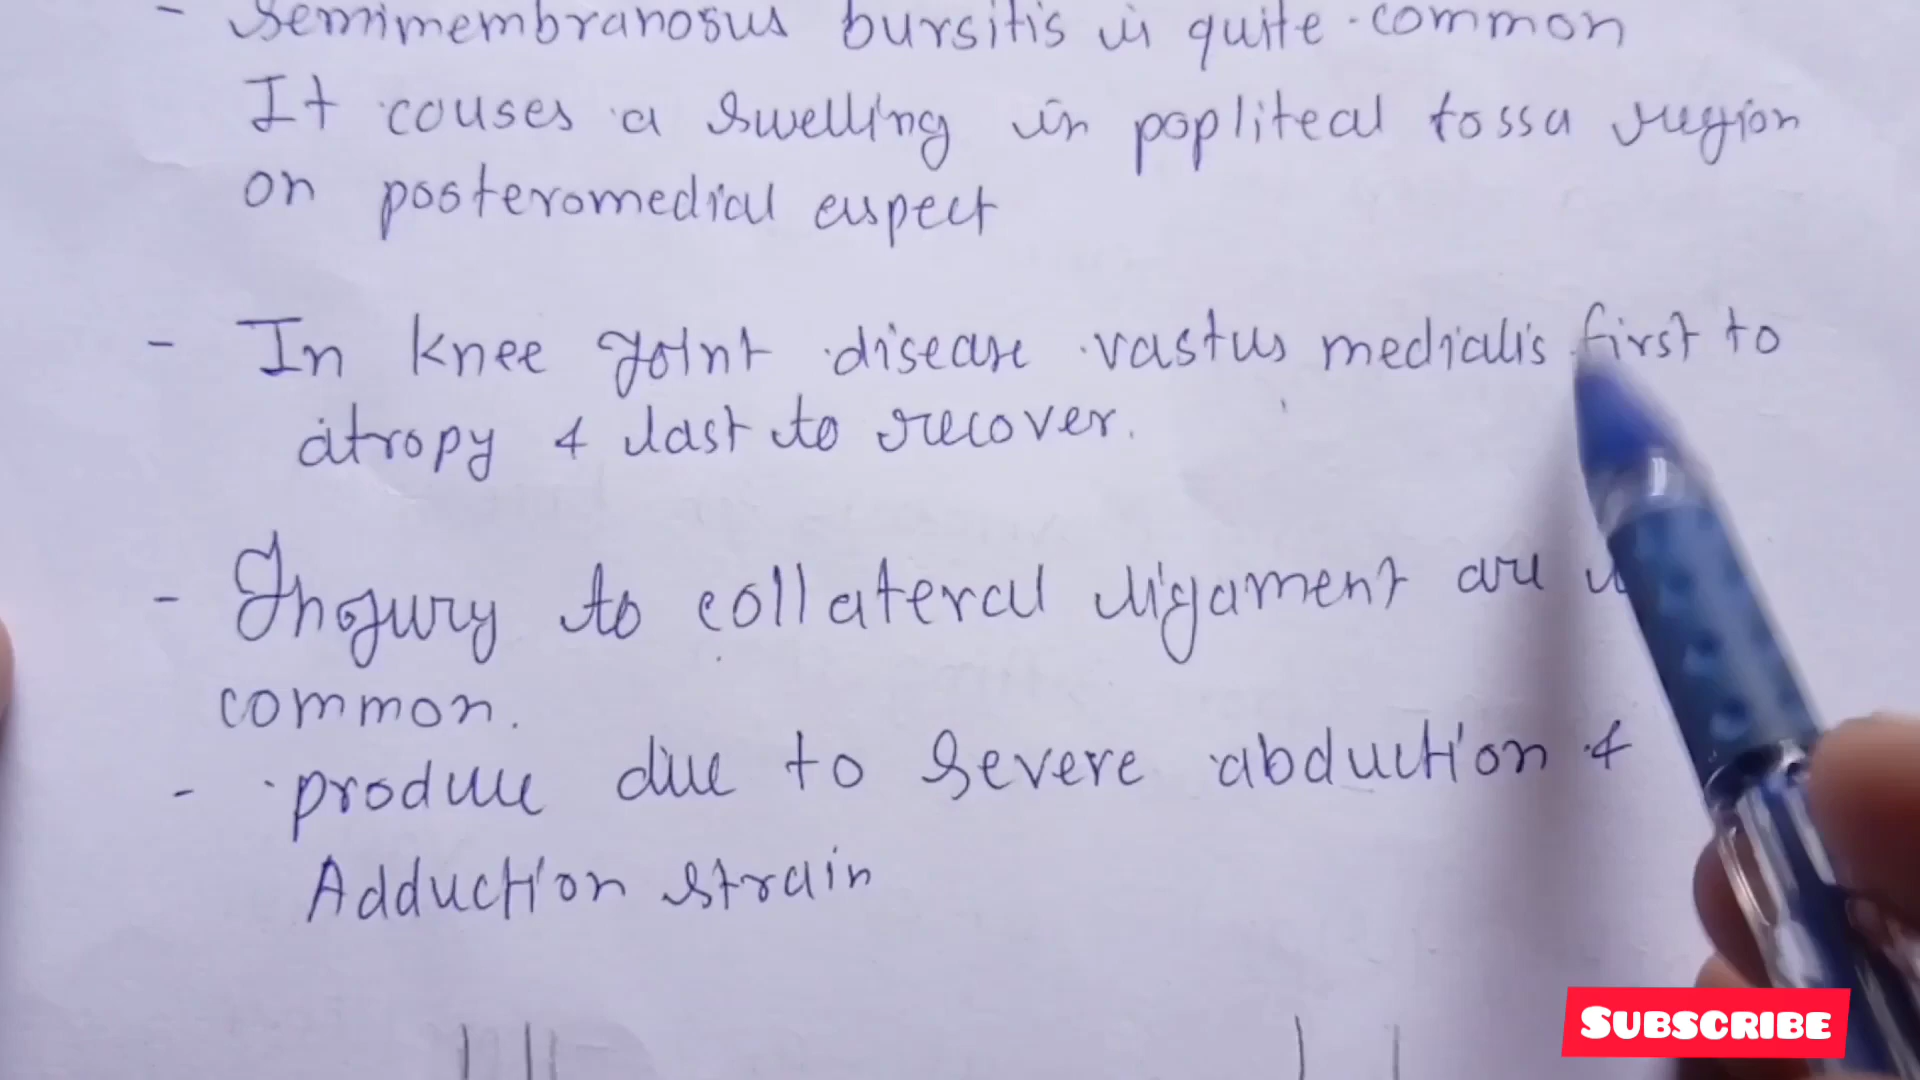 - Semimembranosus bursitis is quite common
It causes a swelling in popliteal fossa region
on posteromedial aspect
- In knee joint disease vastus medialis first to
atropy & last to recover.
- Injury to collateral ligament are
common.
- produce due to severe abduction &
Adduction strain
SUBSCRIBE